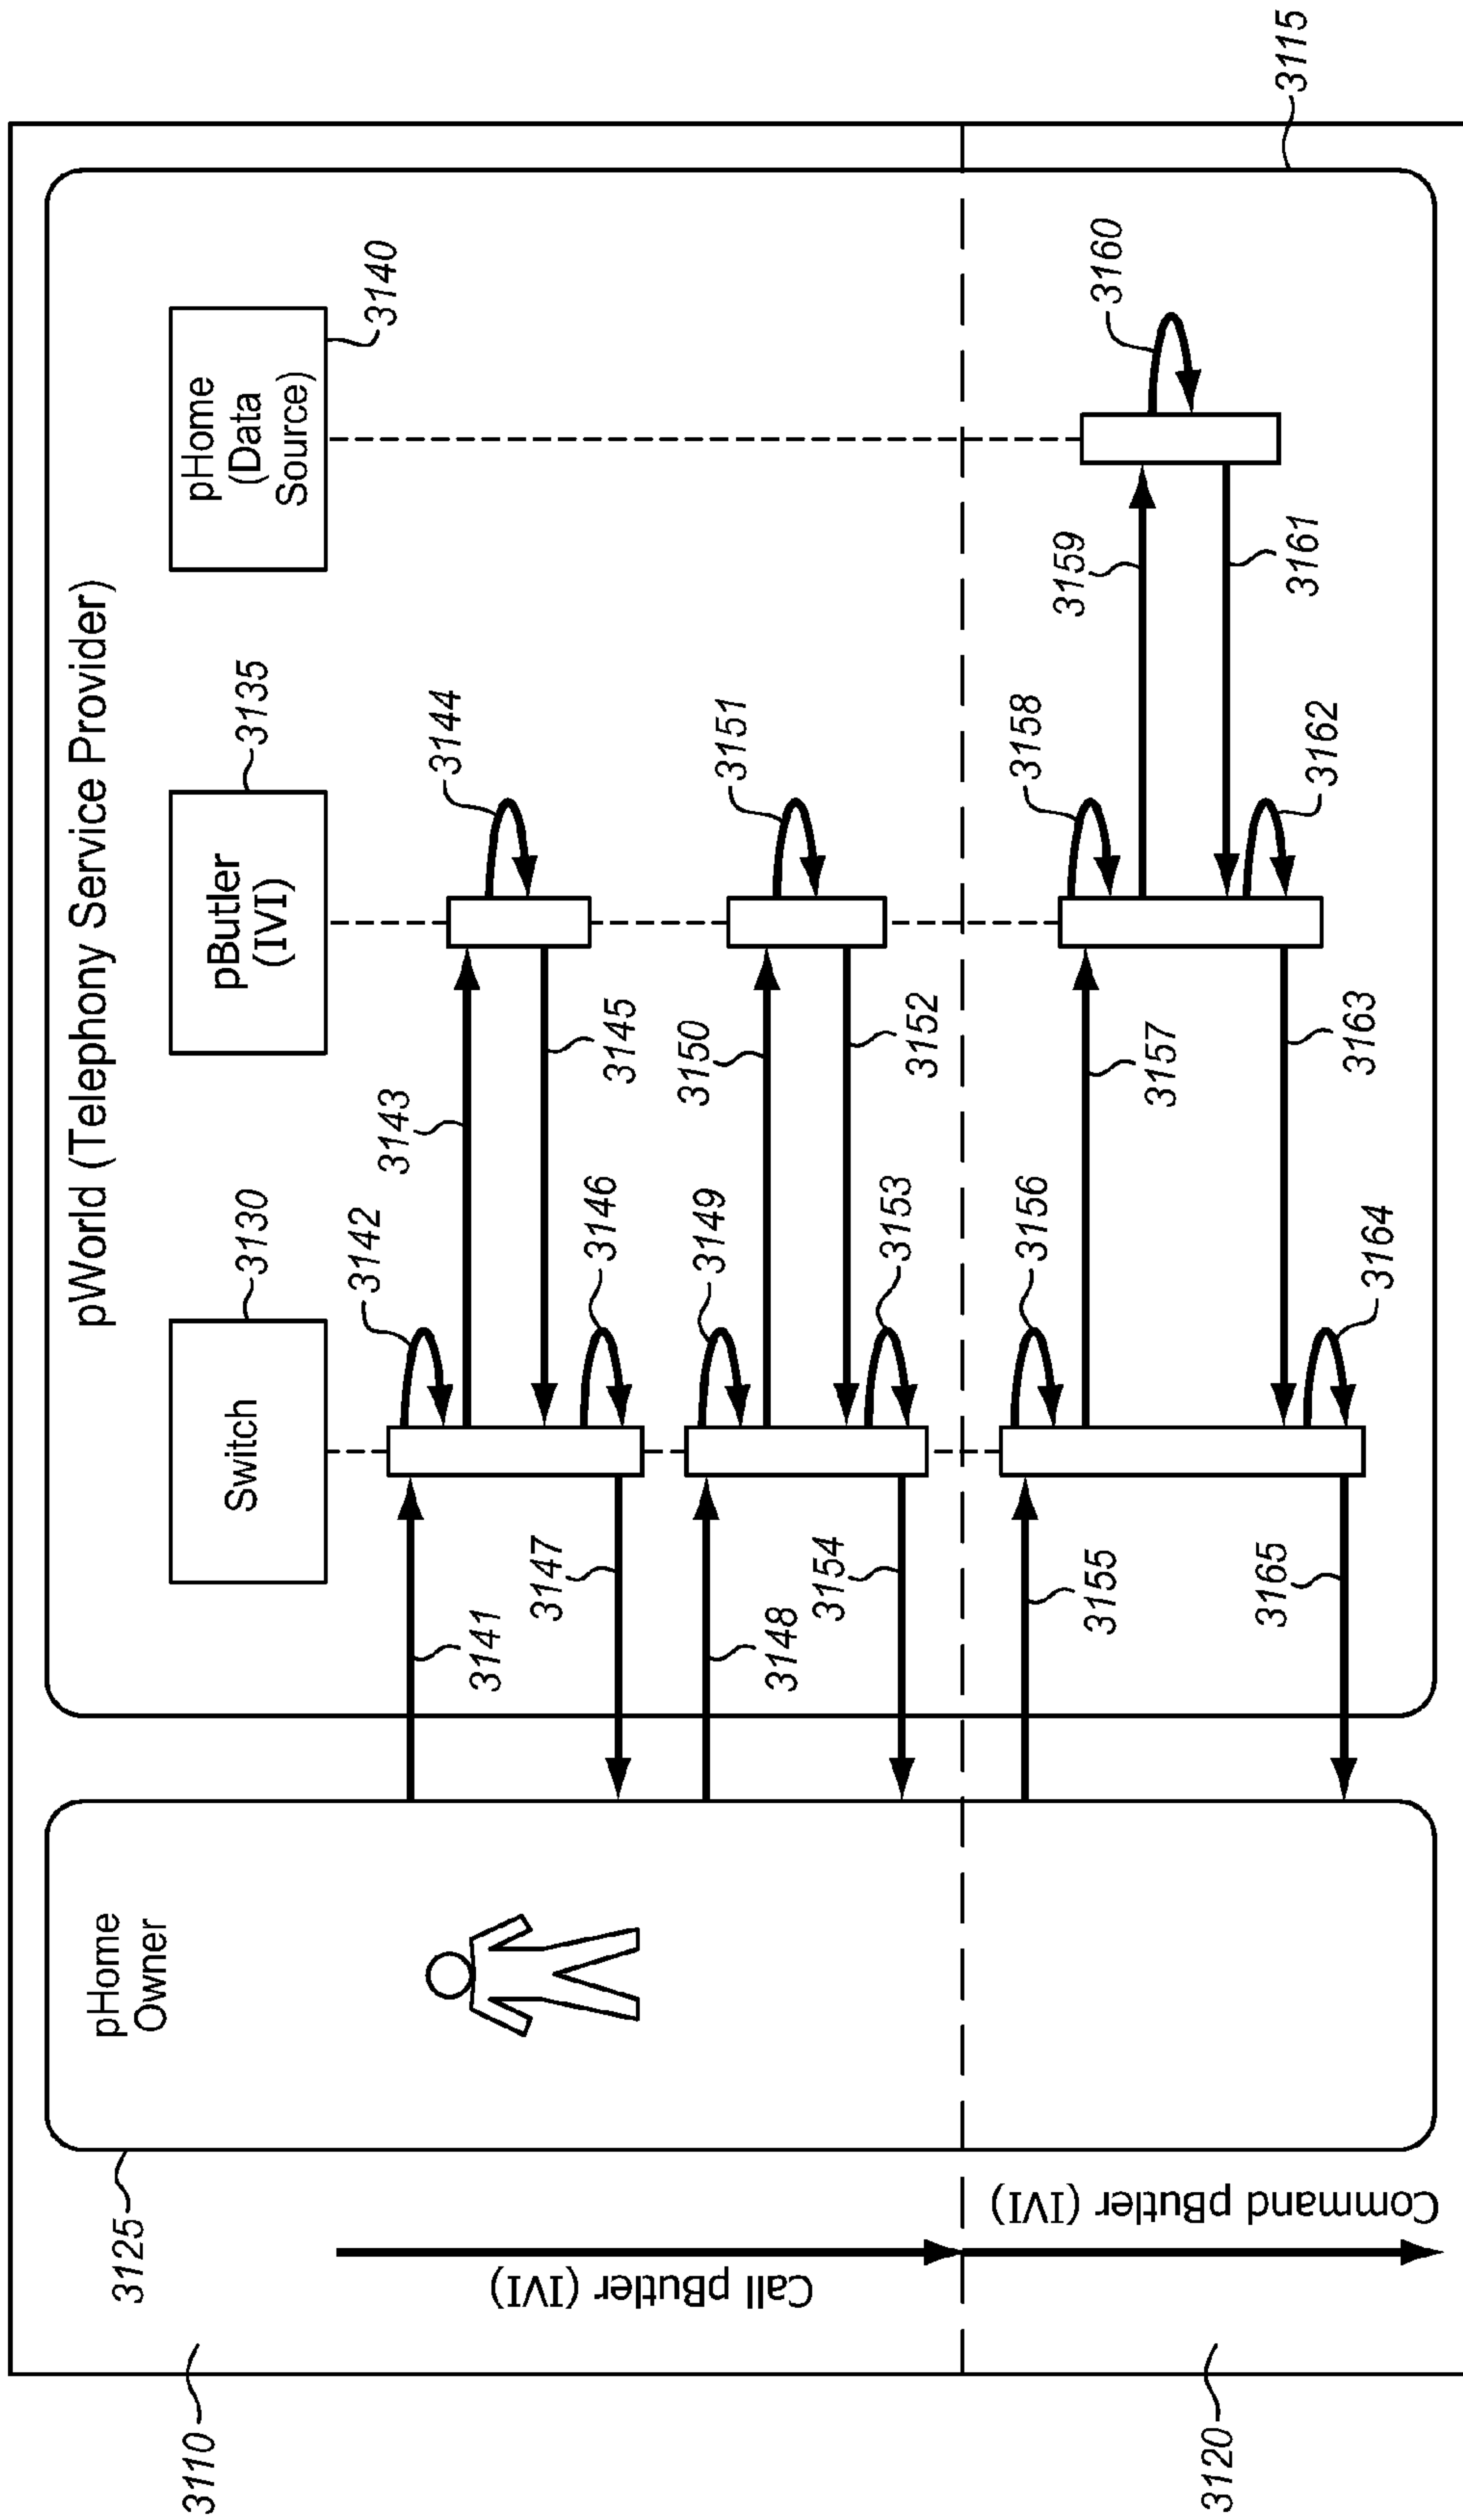 pWorld (Telephony Service Provider)
pHome
Owner
Switch
pButler
(IVI)
pHome
(Data
Source)
3110
3125
3130
3135
3140
3115
3120
Call pButler (IVI)
Command pButler (IVI)
3141
3142
3143
3144
3145
3146
3147
3148
3149
3150
3151
3152
3153
3154
3155
3156
3157
3158
3159
3160
3161
3162
3163
3164
3165